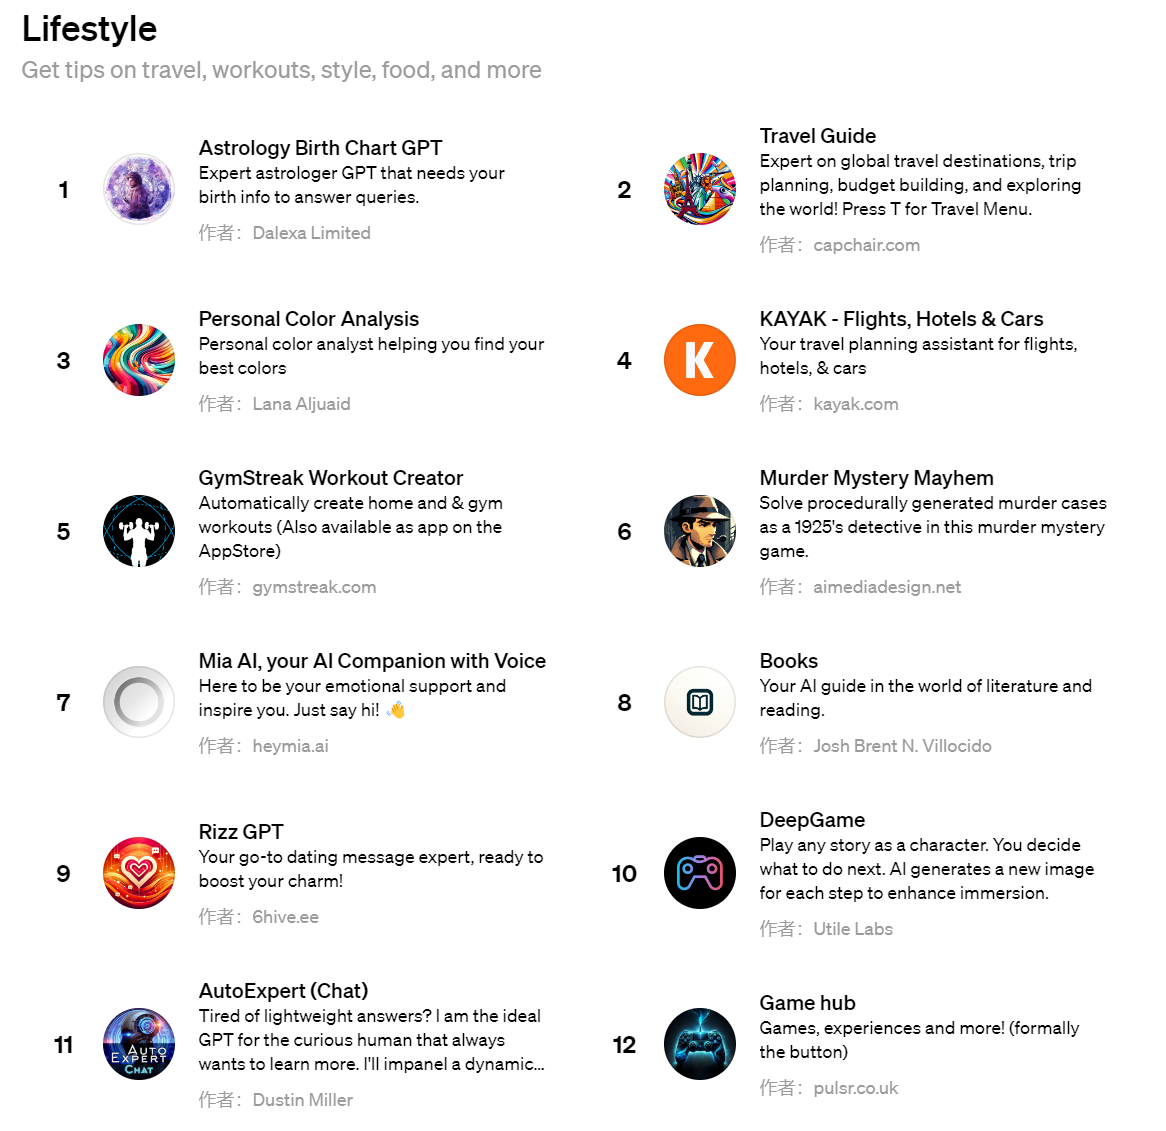 Lifestyle
Get tips on travel, workouts, style, food, and more
1
Astrology Birth Chart GPT
Expert astrologer GPT that needs your
birth info to answer queries.
作者： Dalexa Limited
2
Travel Guide
Expert on global travel destinations, trip
planning, budget building, and exploring
the world! Press T for Travel Menu.
作者： capchair.com
3
Personal Color Analysis
Personal color analyst helping you find your
best colors
作者： Lana Aljuaid
4
K
KAYAK - Flights, Hotels & Cars
Your travel planning assistant for flights,
hotels, & cars
作者： kayak.com
5
GymStreak Workout Creator
Automatically create home and & gym
workouts (Also available as app on the
AppStore)
作者： gymstreak.com
6
Murder Mystery Mayhem
Solve procedurally generated murder cases
as a 1925's detective in this murder mystery
game.
作者： aimediadesign.net
7
Mia AI, your AI Companion with Voice
Here to be your emotional support and
inspire you. Just say hi! 👋
作者： heymia.ai
8
Books
Your AI guide in the world of literature and
reading.
作者： Josh Brent N. Villocido
9
Rizz GPT
Your go-to dating message expert, ready to
boost your charm!
作者： 6hive.ee
10
DeepGame
Play any story as a character. You decide
what to do next. AI generates a new image
for each step to enhance immersion.
作者： Utile Labs
11
AUTO
EXPERT
CHAT
AutoExpert (Chat)
Tired of lightweight answers? I am the ideal
GPT for the curious human that always
wants to learn more. I'll impanel a dynamic...
作者： Dustin Miller
12
Game hub
Games, experiences and more! (formally
the button)
作者： pulsr.co.uk